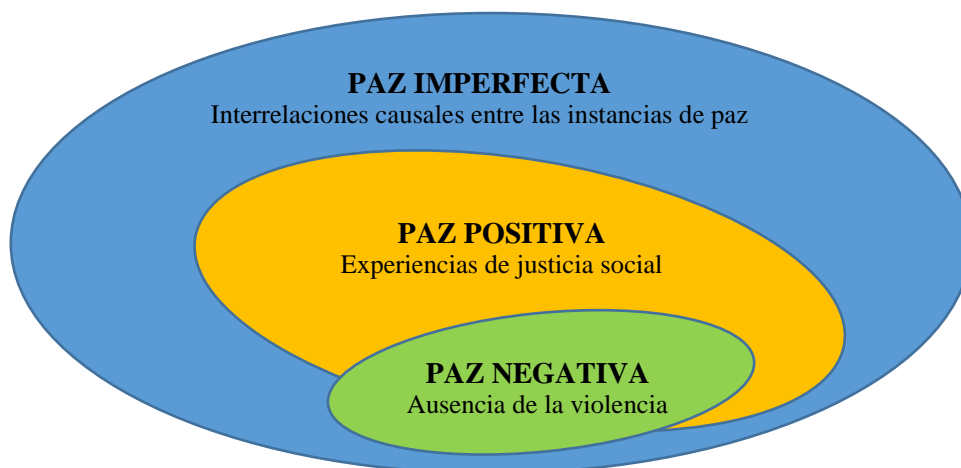 PAZ IMPERFECTA
Interrelaciones causales entre las instancias de paz
PAZ POSITIVA
Experiencias de justicia social
PAZ NEGATIVA
Ausencia de la violencia